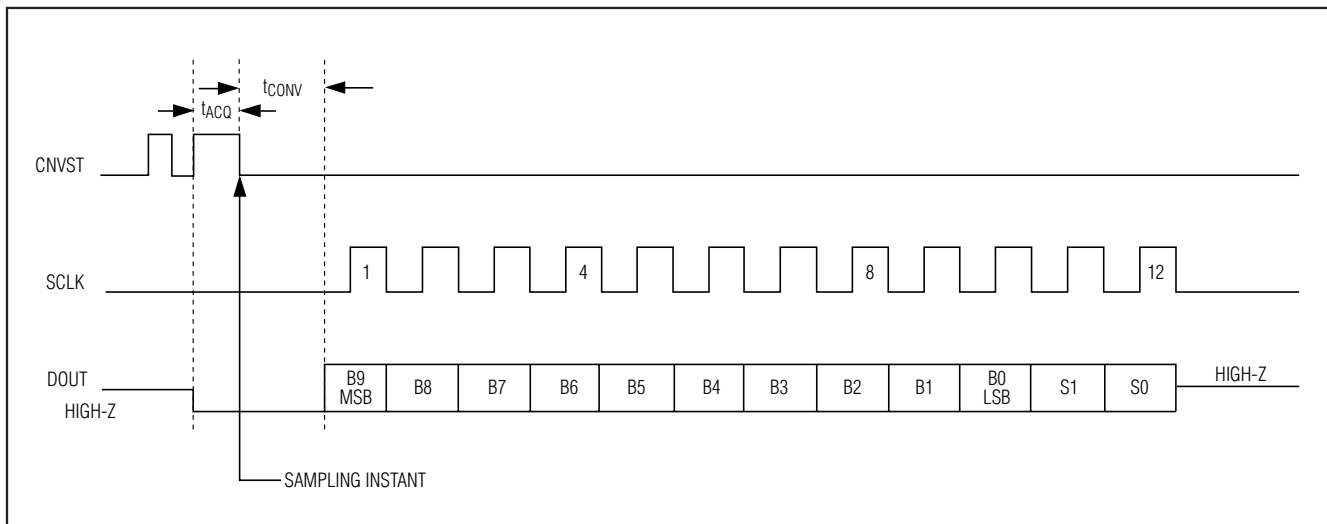 tCONV
tACQ
CNVST
SCLK
1 4 8 12
DOUT
HIGH-Z
B9 MSB B8 B7 B6 B5 B4 B3 B2 B1 B0 LSB S1 S0
HIGH-Z
SAMPLING INSTANT